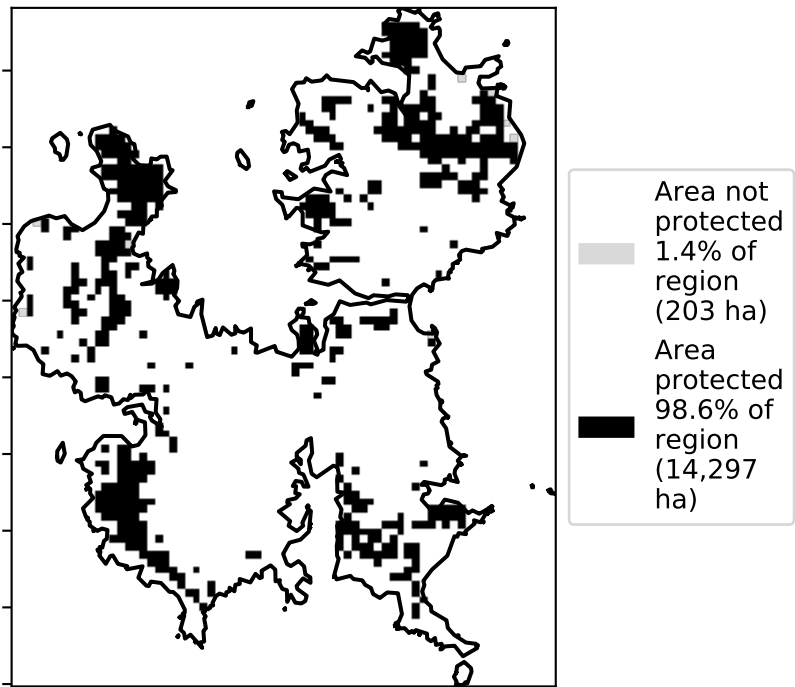 Area not
protected
1.4% of
region
(203 ha)
Area
protected
98.6% of
region
(14,297
ha)